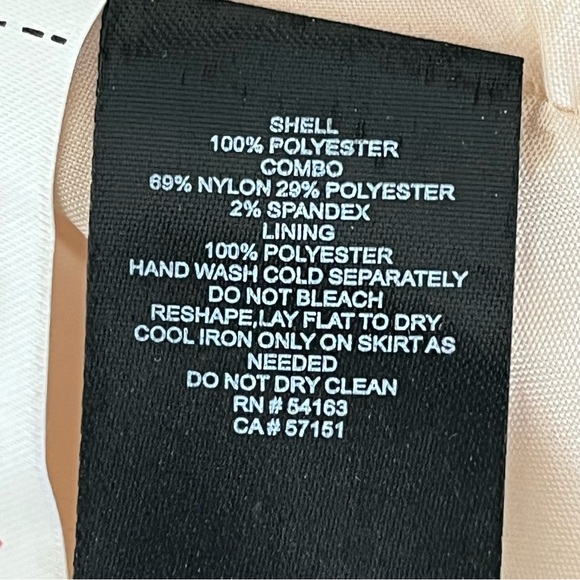 SHELL
100% POLYESTER
COMBO
69% NYLON 29% POLYESTER
2% SPANDEX
LINING
100% POLYESTER
HAND WASH COLD SEPARATELY
DO NOT BLEACH
RESHAPE,LAY FLAT TO DRY
COOL IRON ONLY ON SKIRT AS
NEEDED
DO NOT DRY CLEAN
RN # 54163
CA# 57151